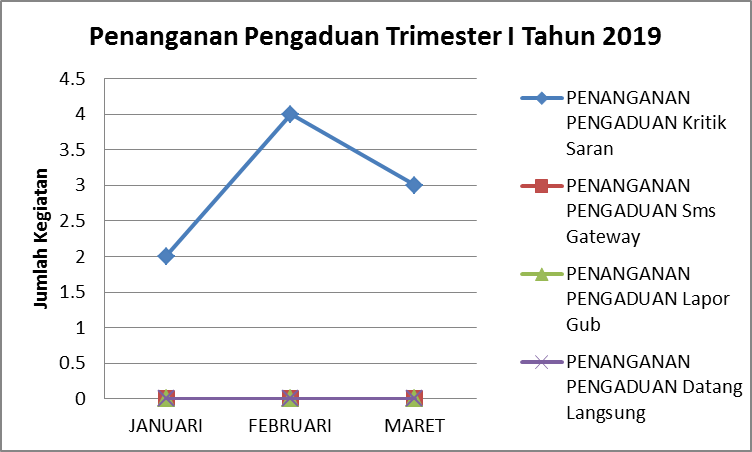 Penanganan Pengaduan Trimester I Tahun 2019
Jumlah Kegiatan
4.5
4
3.5
3
2.5
2
1.5
1
0.5
0
JANUARI FEBRUARI MARET
PENANGANAN
PENGADUAN Kritik
Saran
PENANGANAN
PENGADUAN Sms
Gateway
PENANGANAN
PENGADUAN Lapor
Gub
PENANGANAN
PENGADUAN Datang
Langsung